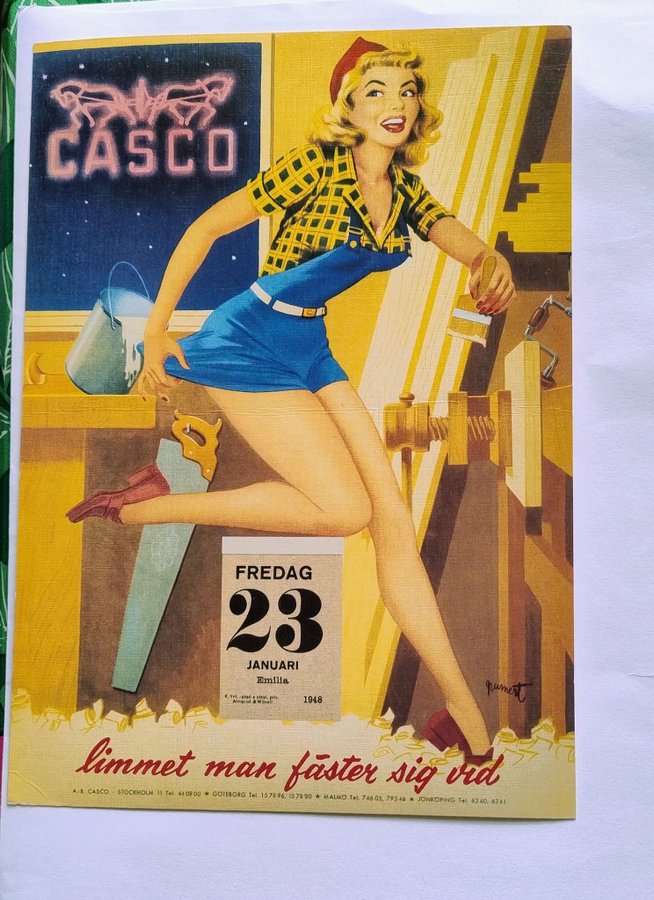 CASCO
FREDAG
23
JANUARI
Emilia
1948
limmet man fäster sig vid
A.-B. CASCO · STOCKHOLM 11 Tel. 44 08 00 ★ GÖTEBORG Tel. 15 78 96, 15 78 90 ★ MALMÖ Tel. 746 05, 795 46 ★ JÖNKÖPING Tel. 62 60, 62 61